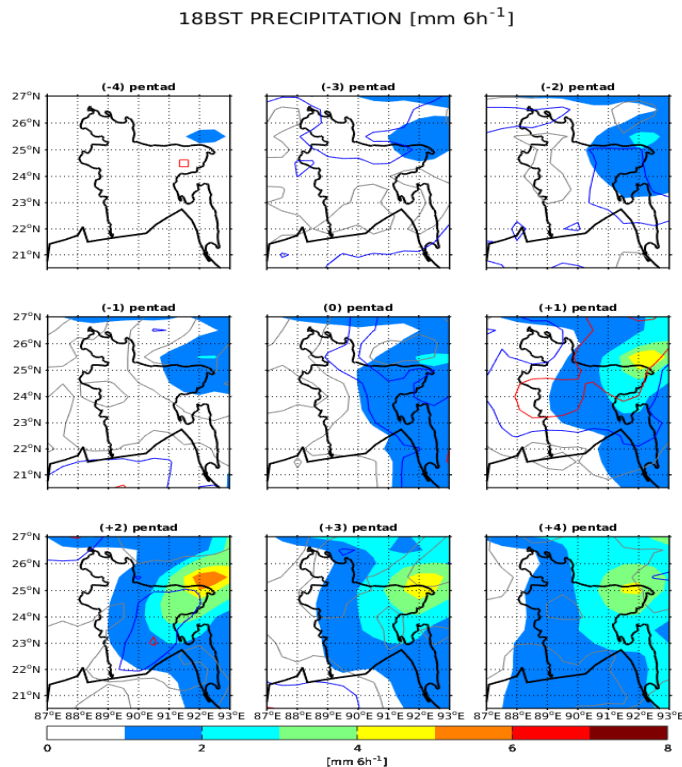 18BST PRECIPITATION [mm 6h⁻¹]
(-4) pentad (-3) pentad (-2) pentad
27°N
26°N
25°N
24°N
23°N
22°N
21°N
(-1) pentad (0) pentad (+1) pentad
27°N
26°N
25°N
24°N
23°N
22°N
21°N
(+2) pentad (+3) pentad (+4) pentad
27°N
26°N
25°N
24°N
23°N
22°N
21°N
87°E 88°E 89°E 90°E 91°E 92°E 93°E 87°E 88°E 89°E 90°E 91°E 92°E 93°E 87°E 88°E 89°E 90°E 91°E 92°E 93°E
0 2 4 6 8
[mm 6h⁻¹]